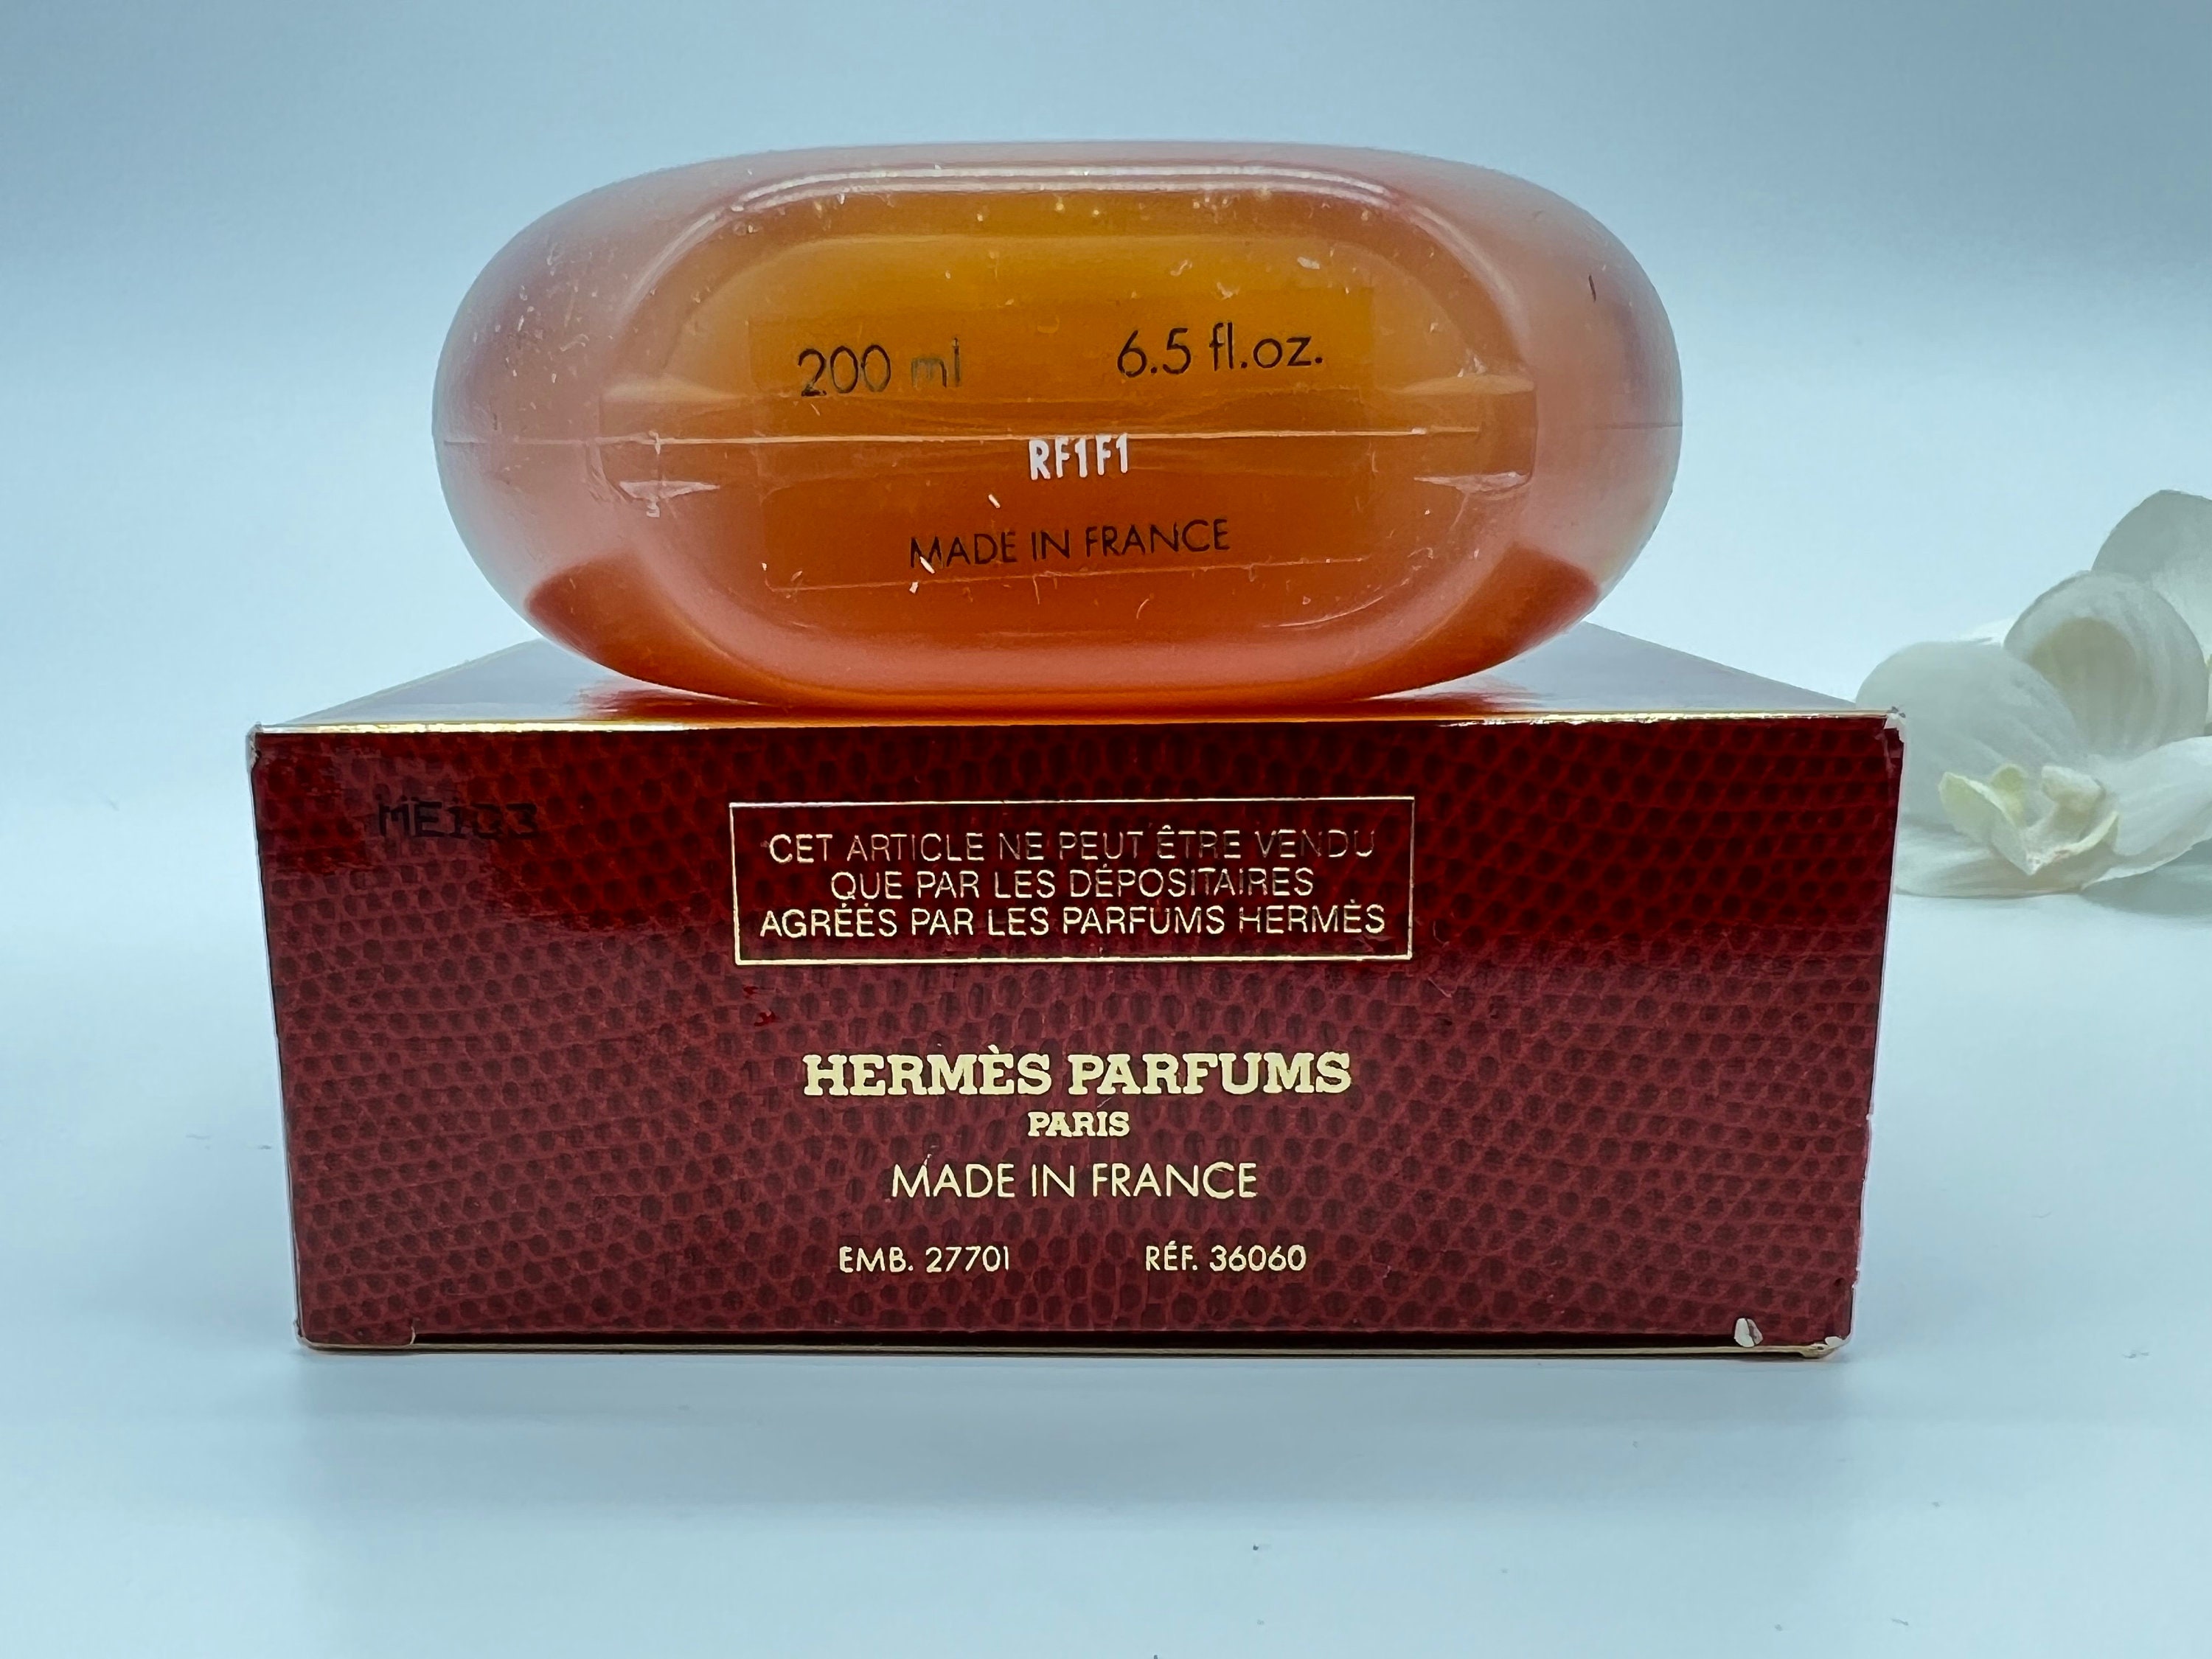 200 ml 6.5 fl.oz.
RF1F1
MADE IN FRANCE
CET ARTICLE NE PEUT ÊTRE VENDU
QUE PAR LES DÉPOSITAIRES
AGRÉÉS PAR LES PARFUMS HERMÈS
HERMÈS PARFUMS
PARIS
MADE IN FRANCE
EMB. 27701 RÉF. 36060